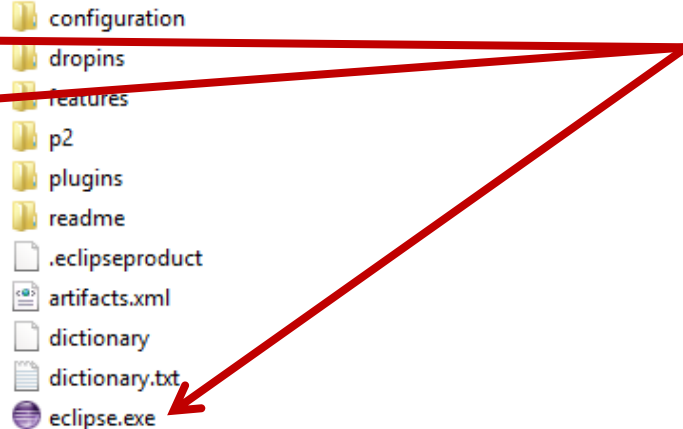 configuration
dropins
features
p2
plugins
readme
.eclipseproduct
artifacts.xml
dictionary
dictionary.txt
eclipse.exe